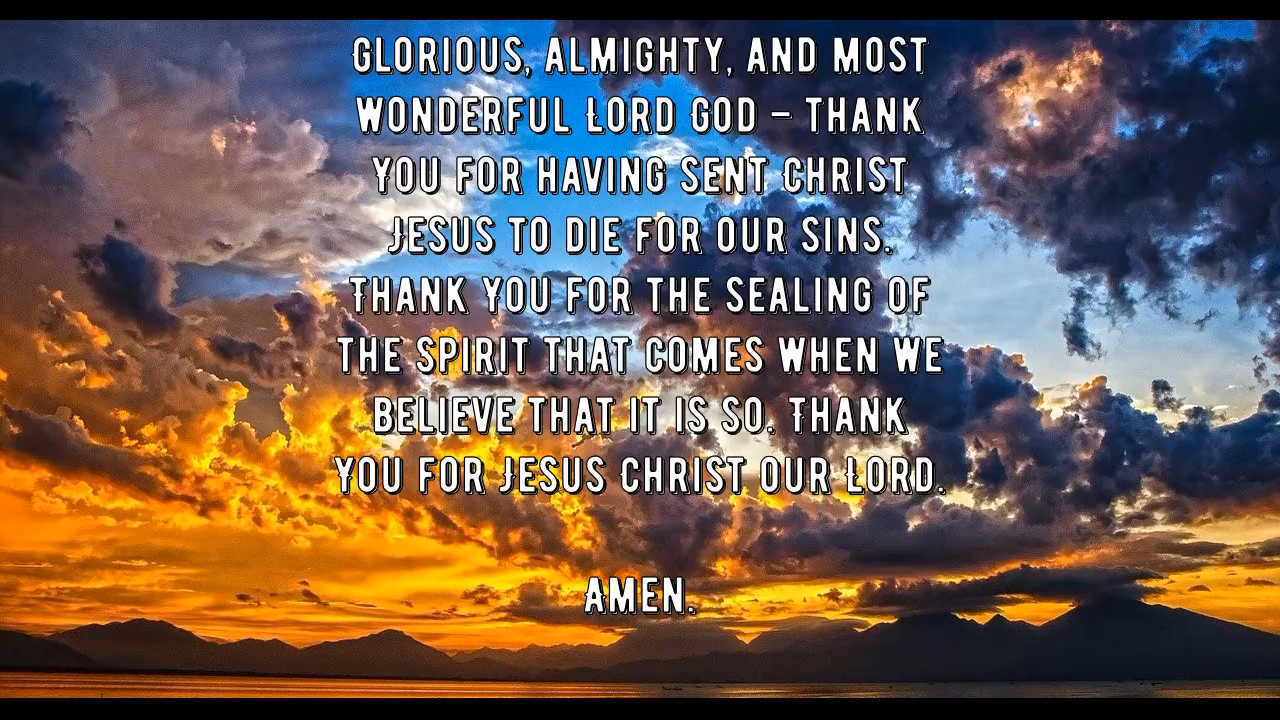 Glorious, Almighty, and most
wonderful Lord God – thank
You for having sent Christ
Jesus to die for our sins.
Thank You for the sealing of
the Spirit that comes when we
believe that it is so. Thank
You for Jesus Christ our Lord.
Amen.